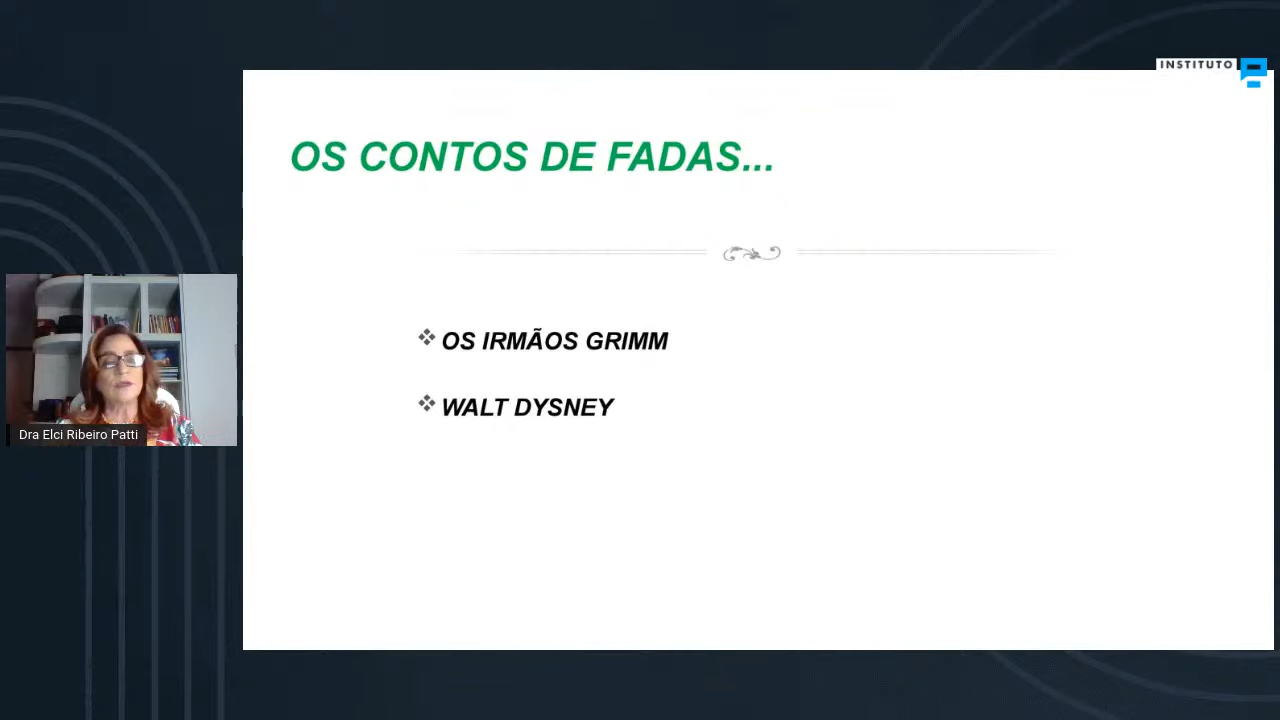 INSTITUTO
OS CONTOS DE FADAS...
OS IRMÃOS GRIMM
WALT DYSNEY
Dra Elci Ribeiro Patti